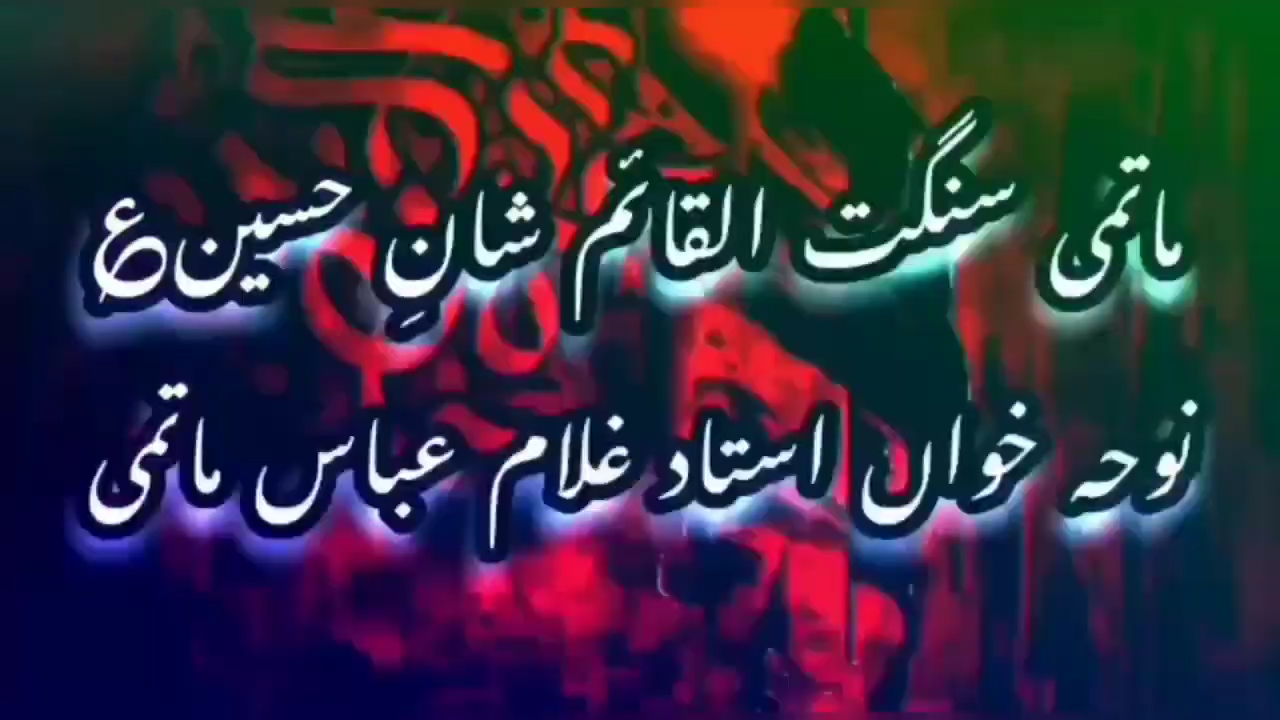 ماتمی سنگت القائم شانِ حسین ؑ
نوحہ خواں استاد غلام عباس ماتمی